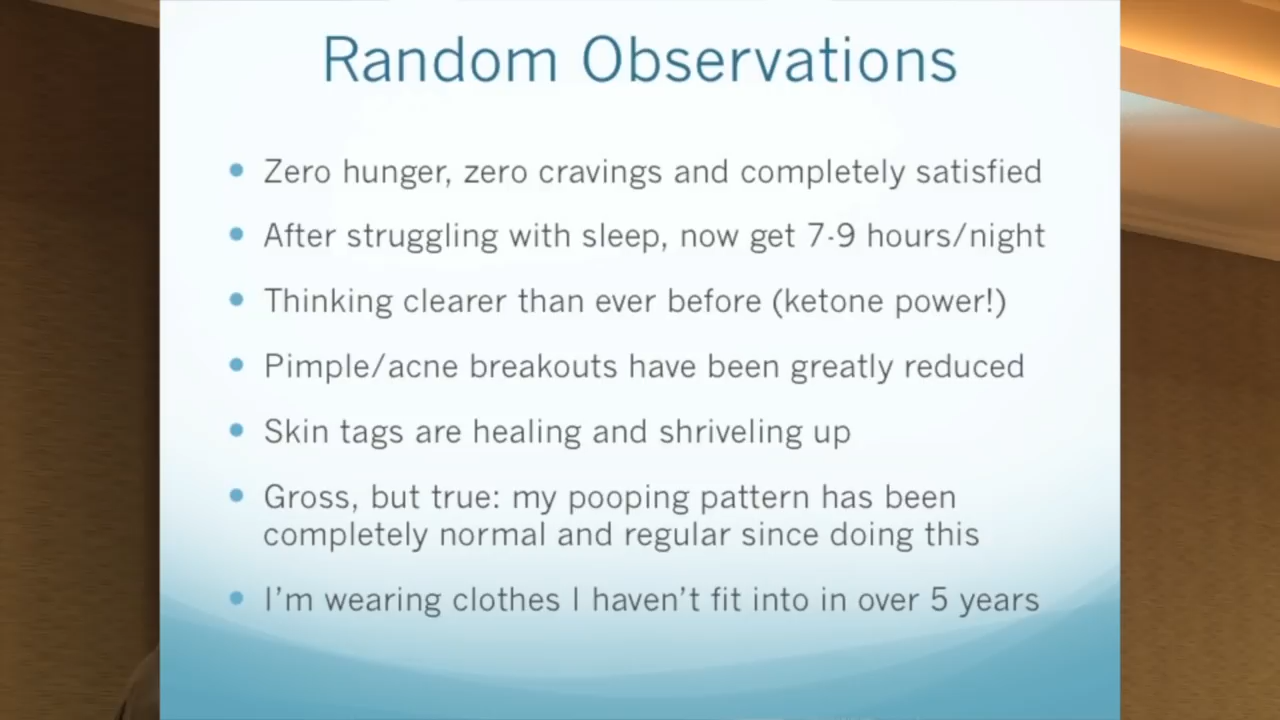 Random Observations
Zero hunger, zero cravings and completely satisfied
After struggling with sleep, now get 7-9 hours/night
Thinking clearer than ever before (ketone power!)
Pimple/acne breakouts have been greatly reduced
Skin tags are healing and shriveling up
Gross, but true: my pooping pattern has been
completely normal and regular since doing this
I'm wearing clothes I haven't fit into in over 5 years